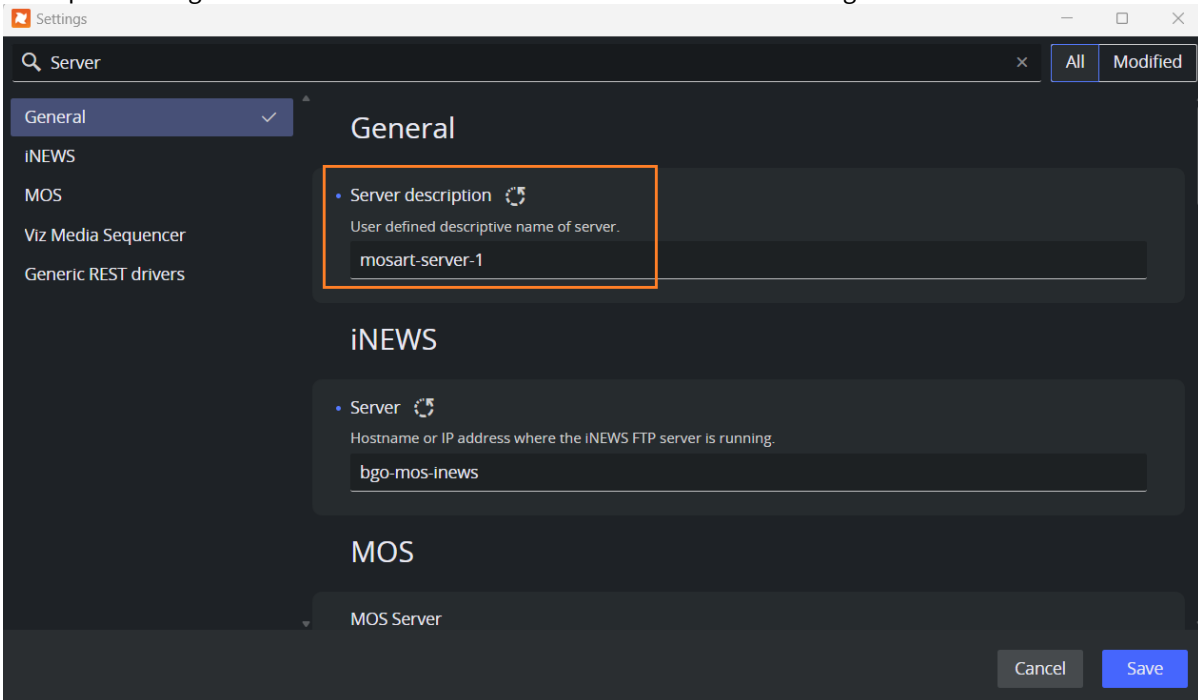 Settings
Server
All
Modified
General
iNEWS
MOS
Viz Media Sequencer
Generic REST drivers
General
Server description
User defined descriptive name of server.
mosart-server-1
iNEWS
Server
Hostname or IP address where the iNEWS FTP server is running.
bgo-mos-inews
MOS
MOS Server
Cancel
Save